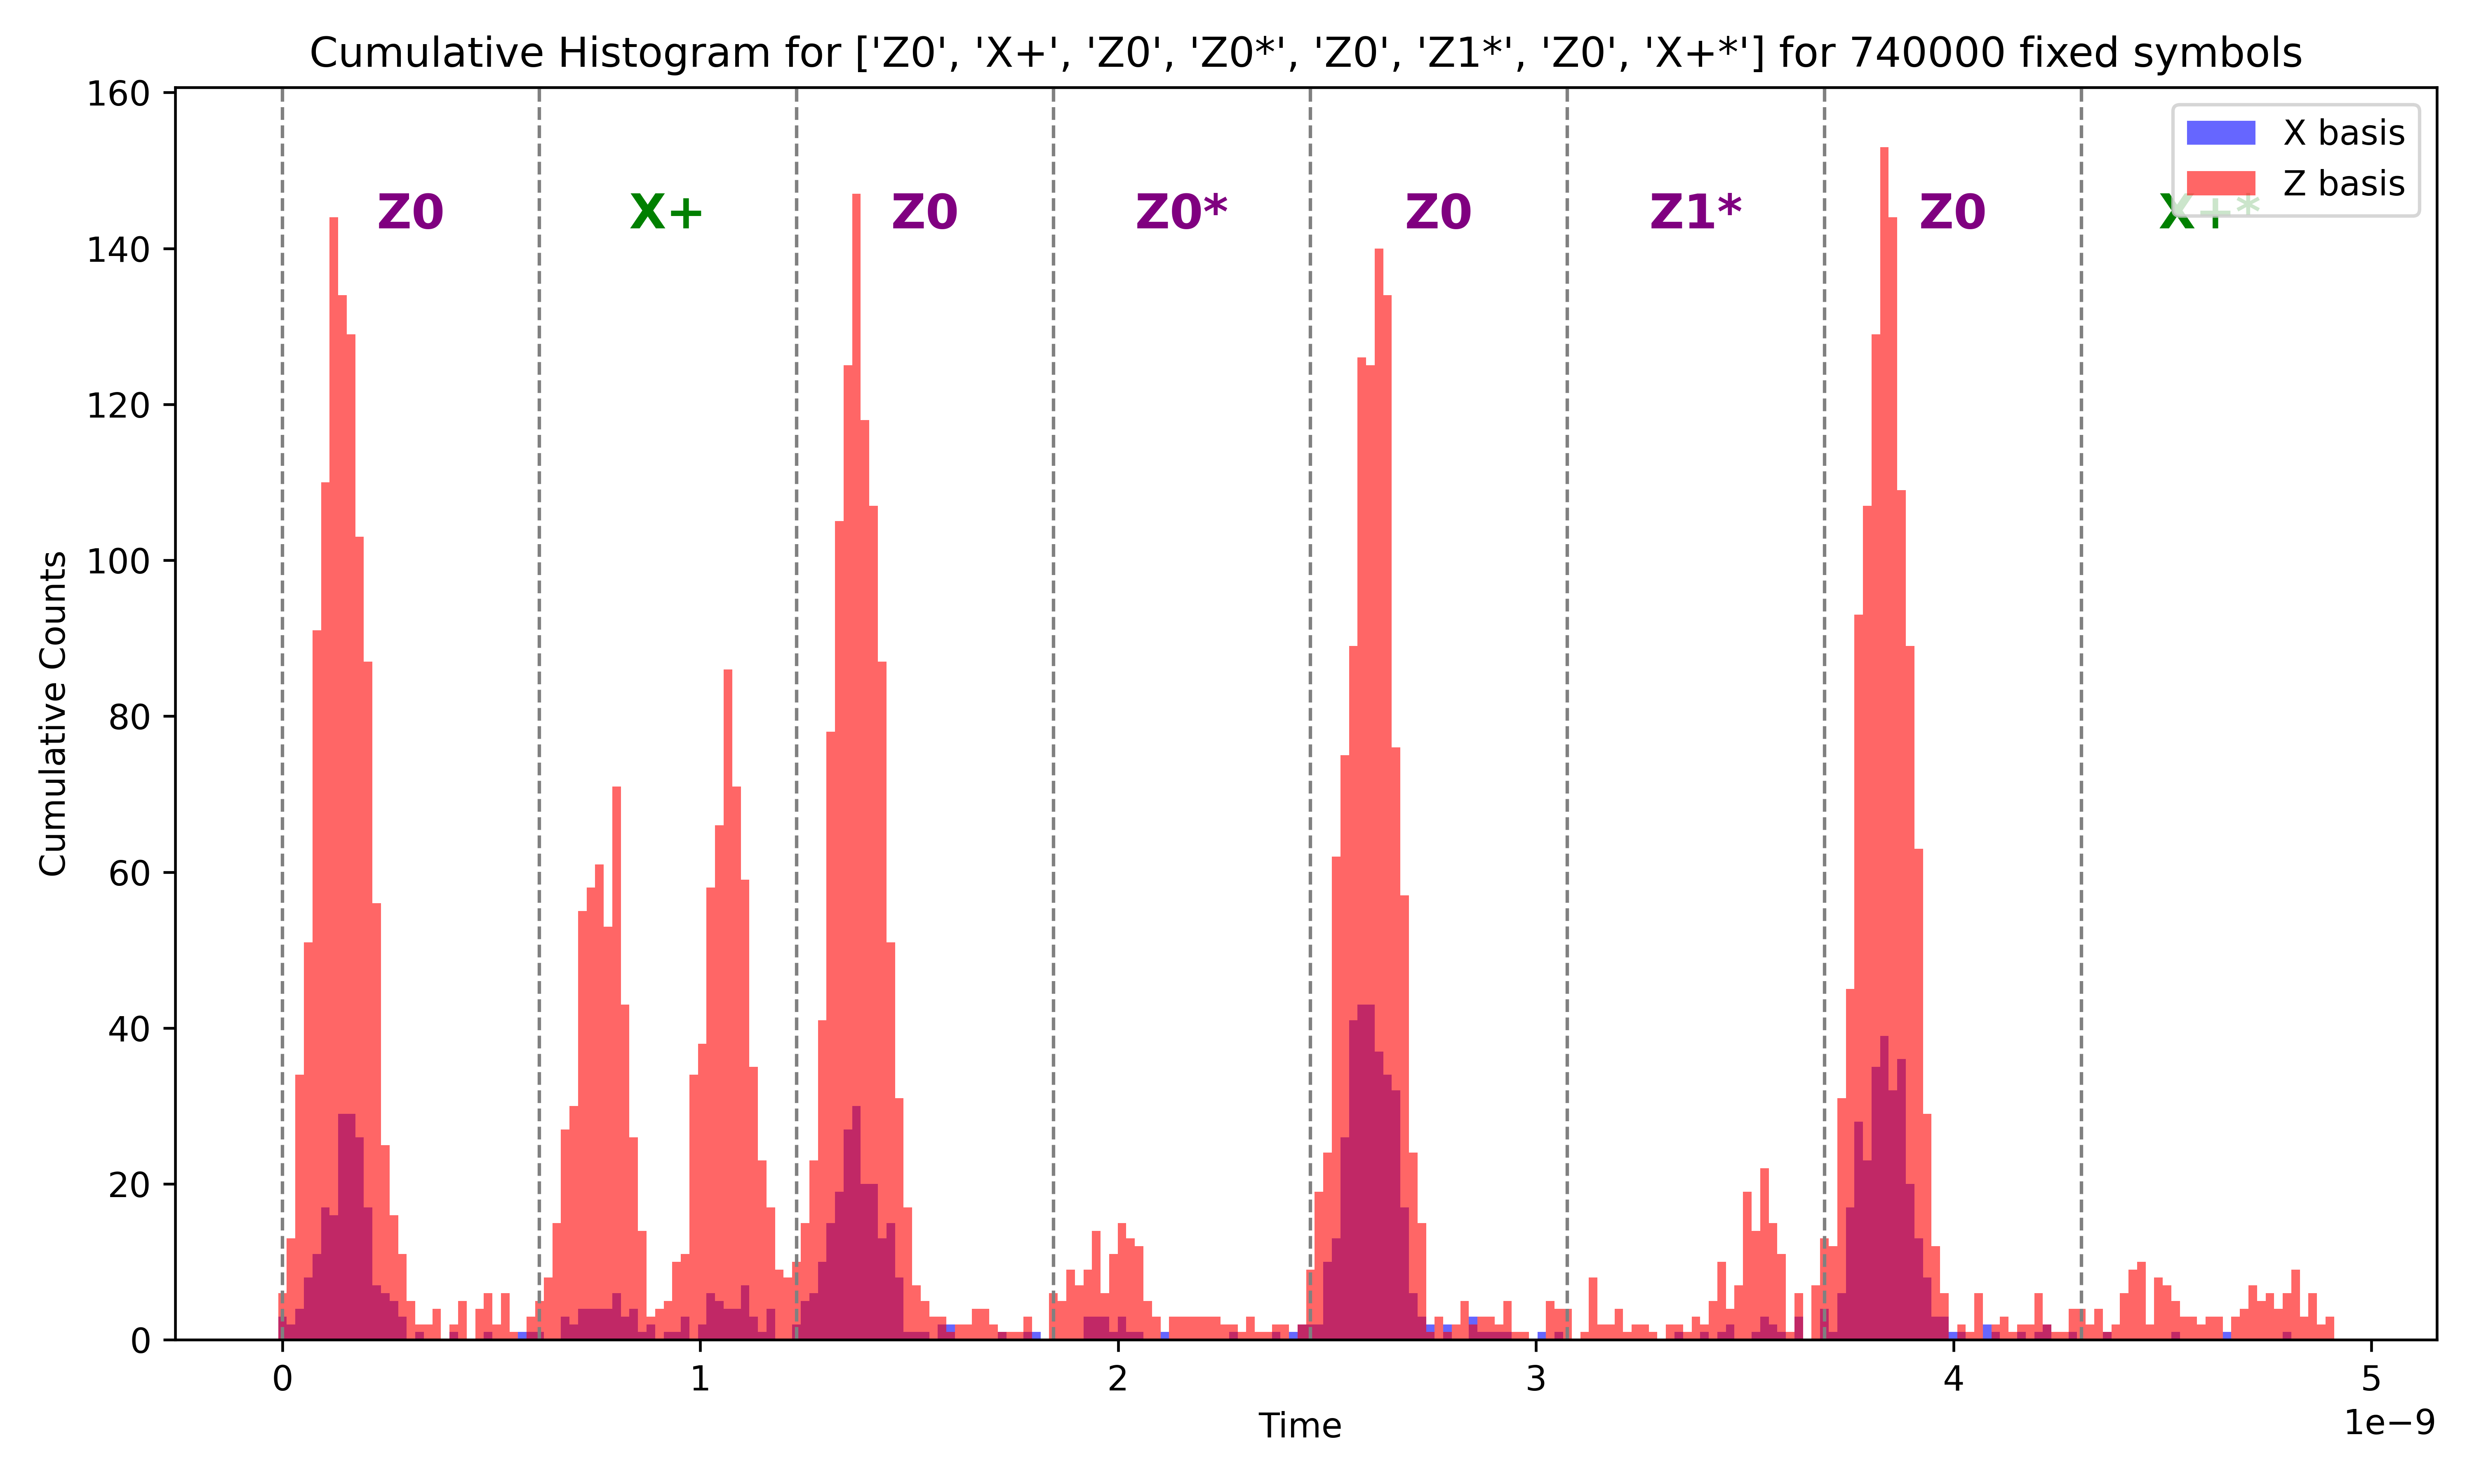 Cumulative Histogram for ['Z0', 'X+', 'Z0', 'Z0*', 'Z0', 'Z1*', 'Z0', 'X+*'] for 740000 fixed symbols
160
140
120
100
80
60
40
20
0
Cumulative Counts
Z0 X+ Z0 Z0* Z0 Z1* Z0 X+*
X basis
Z basis
0 1 2 3 4 5
1e−9
Time